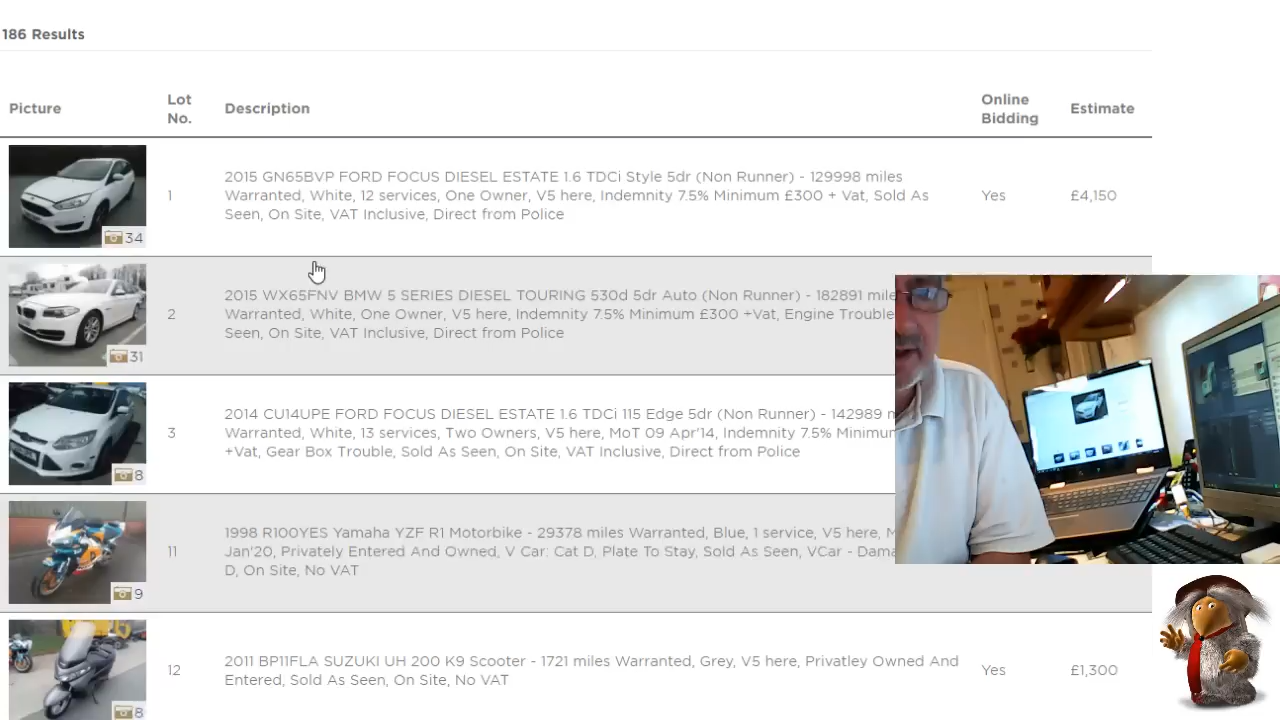 186 Results
Picture
Lot
No.
Description
Online
Bidding
Estimate
34
1
2015 GN65BVP FORD FOCUS DIESEL ESTATE 1.6 TDCi Style 5dr (Non Runner) - 129998 miles
Warranted, White, 12 services, One Owner, V5 here, Indemnity 7.5% Minimum £300 + Vat, Sold As
Seen, On Site, VAT Inclusive, Direct from Police
Yes
£4,150
31
2
2015 WX65FNV BMW 5 SERIES DIESEL TOURING 530d 5dr Auto (Non Runner) - 182891 mile
Warranted, White, One Owner, V5 here, Indemnity 7.5% Minimum £300 +Vat, Engine Trouble
Seen, On Site, VAT Inclusive, Direct from Police
8
3
2014 CU14UPE FORD FOCUS DIESEL ESTATE 1.6 TDCi 115 Edge 5dr (Non Runner) - 142989 m
Warranted, White, 13 services, Two Owners, V5 here, MoT 09 Apr'14, Indemnity 7.5% Minimum
+Vat, Gear Box Trouble, Sold As Seen, On Site, VAT Inclusive, Direct from Police
9
11
1998 R100YES Yamaha YZF R1 Motorbike - 29378 miles Warranted, Blue, 1 service, V5 here, M
Jan'20, Privately Entered And Owned, V Car: Cat D, Plate To Stay, Sold As Seen, VCar - Dama
D, On Site, No VAT
8
12
2011 BP11FLA SUZUKI UH 200 K9 Scooter - 1721 miles Warranted, Grey, V5 here, Privatley Owned And
Entered, Sold As Seen, On Site, No VAT
Yes
£1,300